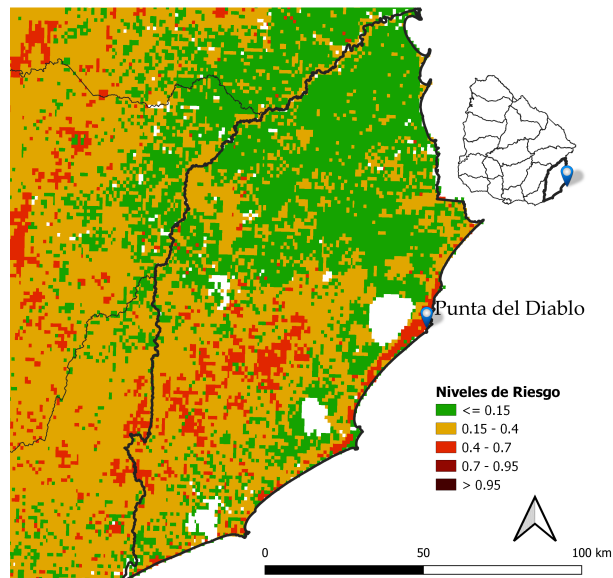 Punta del Diablo
Niveles de Riesgo
<= 0.15
0.15 - 0.4
0.4 - 0.7
0.7 - 0.95
> 0.95
0 50 100 km